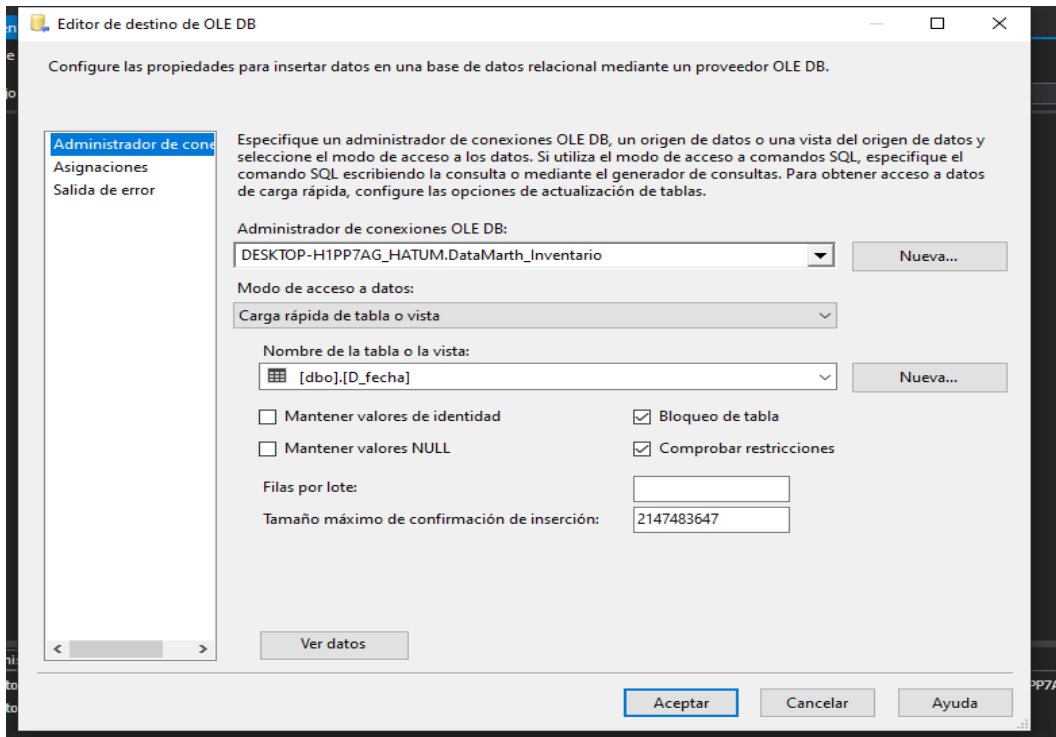 Editor de destino de OLE DB
Configure las propiedades para insertar datos en una base de datos relacional mediante un proveedor OLE DB.
Administrador de cone
Asignaciones
Salida de error
Especifique un administrador de conexiones OLE DB, un origen de datos o una vista del origen de datos y
seleccione el modo de acceso a los datos. Si utiliza el modo de acceso a comandos SQL, especifique el
comando SQL escribiendo la consulta o mediante el generador de consultas. Para obtener acceso a datos
de carga rápida, configure las opciones de actualización de tablas.
Administrador de conexiones OLE DB:
DESKTOP-H1PP7AG_HATUM.DataMarth_Inventario
Nueva...
Modo de acceso a datos:
Carga rápida de tabla o vista
Nombre de la tabla o la vista:
[dbo].[D_fecha]
Nueva...
Mantener valores de identidad
Bloqueo de tabla
Mantener valores NULL
Comprobar restricciones
Filas por lote:
Tamaño máximo de confirmación de inserción:
2147483647
Ver datos
Aceptar
Cancelar
Ayuda